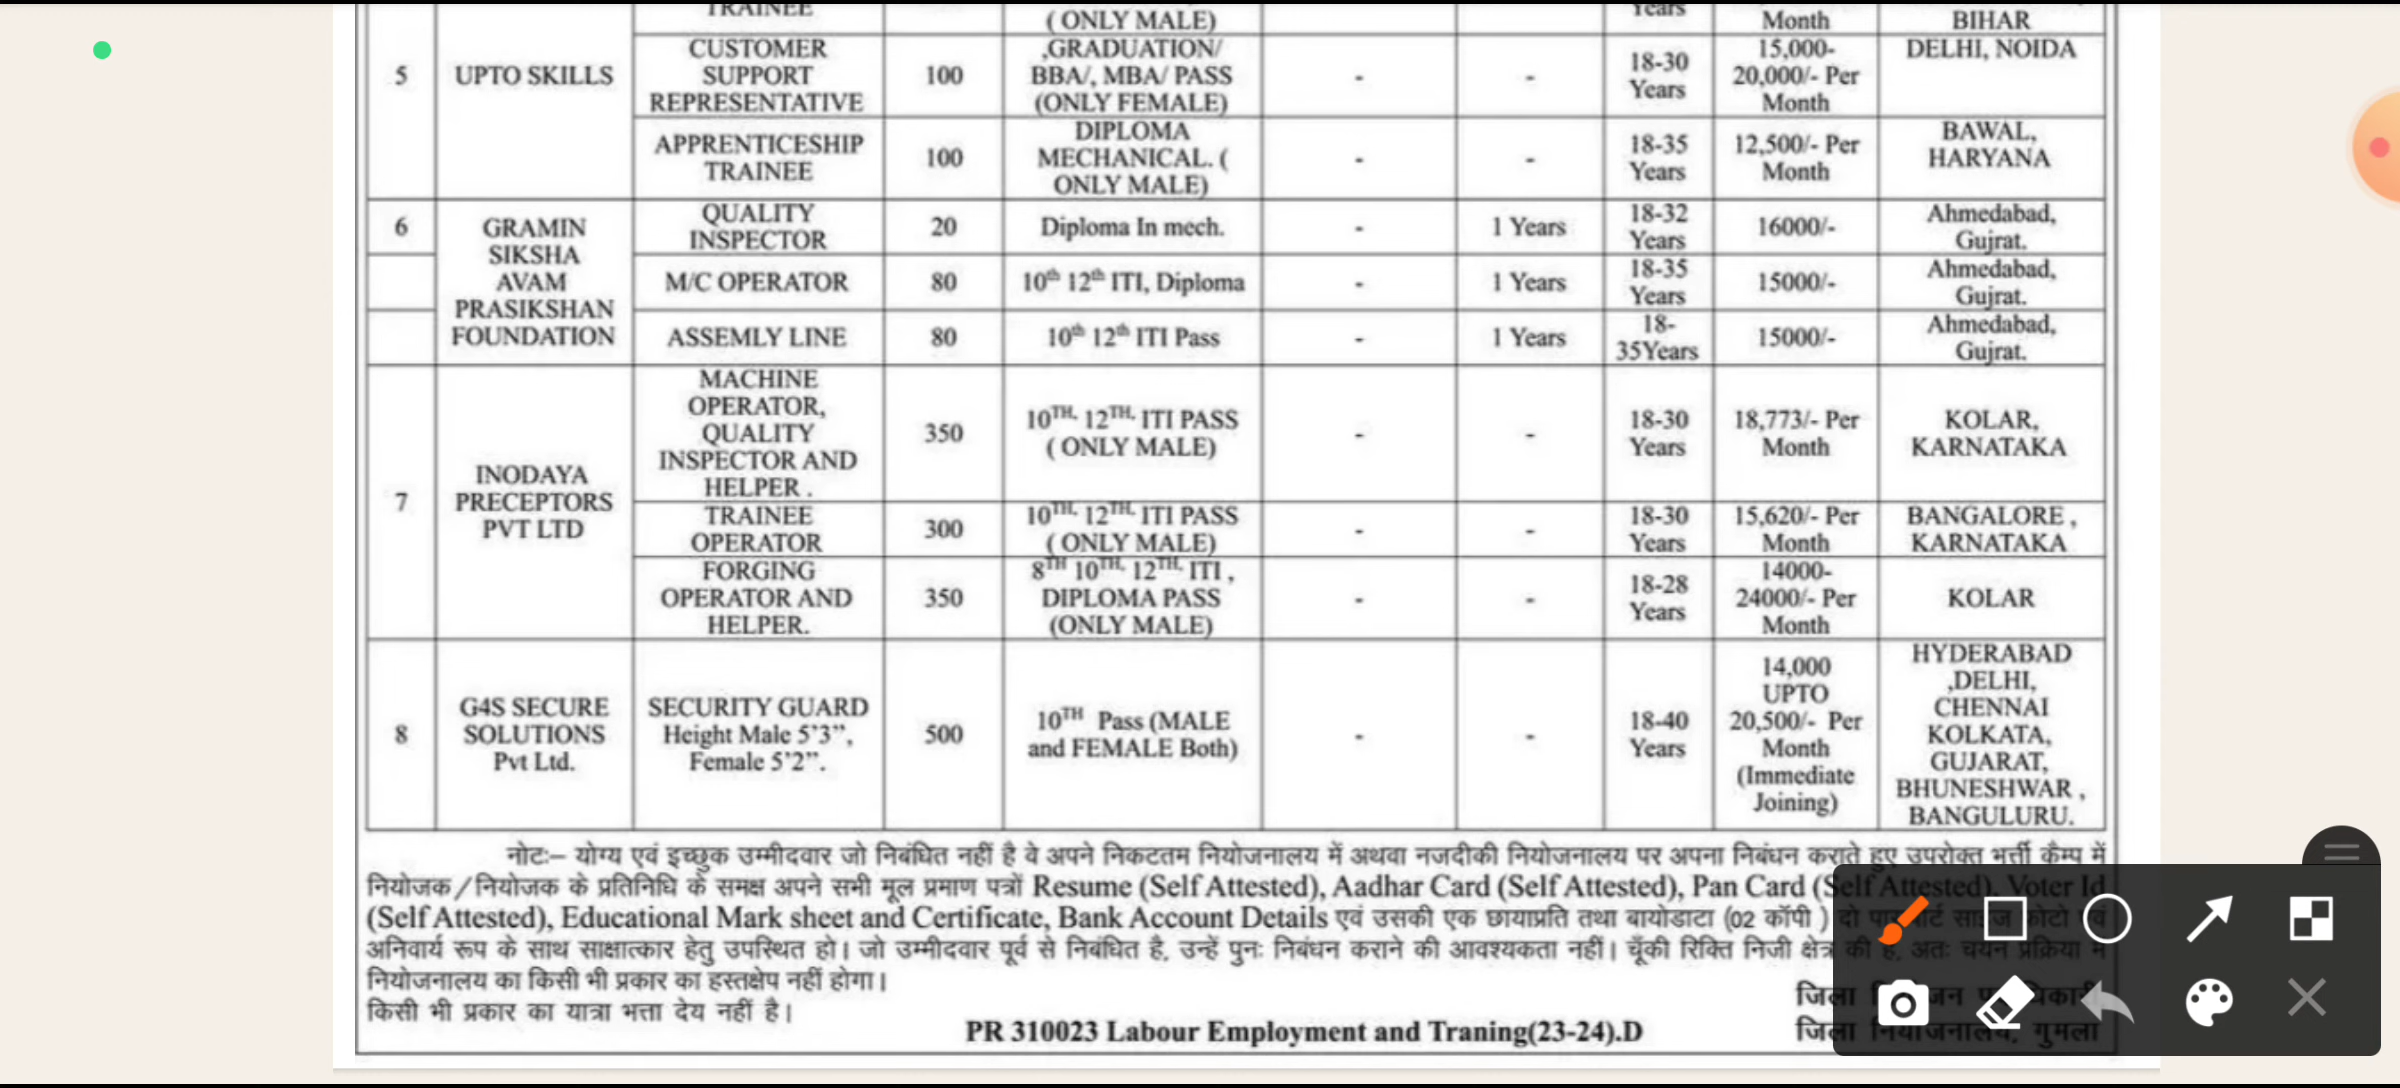 TRAINEE
( ONLY MALE)
Years
Month
BIHAR
5
UPTO SKILLS
CUSTOMER
SUPPORT
REPRESENTATIVE
100
,GRADUATION/
BBA/, MBA/ PASS
(ONLY FEMALE)
-
-
18-30
Years
15,000-
20,000/- Per
Month
DELHI, NOIDA
APPRENTICESHIP
TRAINEE
100
DIPLOMA
MECHANICAL. (
ONLY MALE)
-
-
18-35
Years
12,500/- Per
Month
BAWAL,
HARYANA
6
GRAMIN
SIKSHA
AVAM
PRASIKSHAN
FOUNDATION
QUALITY
INSPECTOR
20
Diploma In mech.
-
1 Years
18-32
Years
16000/-
Ahmedabad,
Gujrat.
M/C OPERATOR
80
10th 12th ITI, Diploma
-
1 Years
18-35
Years
15000/-
Ahmedabad,
Gujrat.
ASSEMLY LINE
80
10th 12th ITI Pass
-
1 Years
18-
35Years
15000/-
Ahmedabad,
Gujrat.
7
INODAYA
PRECEPTORS
PVT LTD
MACHINE
OPERATOR,
QUALITY
INSPECTOR AND
HELPER .
350
10TH, 12TH, ITI PASS
( ONLY MALE)
-
-
18-30
Years
18,773/- Per
Month
KOLAR,
KARNATAKA
TRAINEE
OPERATOR
300
10TH, 12TH, ITI PASS
( ONLY MALE)
-
-
18-30
Years
15,620/- Per
Month
BANGALORE ,
KARNATAKA
FORGING
OPERATOR AND
HELPER.
350
8TH 10TH, 12TH, ITI ,
DIPLOMA PASS
(ONLY MALE)
-
-
18-28
Years
14000-
24000/- Per
Month
KOLAR
8
G4S SECURE
SOLUTIONS
Pvt Ltd.
SECURITY GUARD
Height Male 5'3”,
Female 5'2”.
500
10TH Pass (MALE
and FEMALE Both)
-
-
18-40
Years
14,000
UPTO
20,500/- Per
Month
(Immediate
Joining)
HYDERABAD
,DELHI,
CHENNAI
KOLKATA,
GUJARAT,
BHUNESHWAR ,
BANGULURU.
नोटः– योग्य एवं इच्छुक उम्मीदवार जो निबंधित नहीं है वे अपने निकटतम नियोजनालय में अथवा नजदीकी नियोजनालय पर अपना निबंधन कराते हुए उपरोक्त भर्त्ती कैम्प में
नियोजक/नियोजक के प्रतिनिधि के समक्ष अपने सभी मूल प्रमाण पत्रों Resume (Self Attested), Aadhar Card (Self Attested), Pan Card (Self Attested), Voter Id
(Self Attested), Educational Mark sheet and Certificate, Bank Account Details एवं उसकी एक छायाप्रति तथा बायोडाटा (02 कॉपी ) दो साईज फोटो
अनिवार्य रूप के साथ साक्षात्कार हेतु उपस्थित हो। जो उम्मीदवार पूर्व से निबंधित है, उन्हें पुनः निबंधन कराने की आवश्यकता नहीं। चूँकी रिक्ति निजी क्षेत्र की है, अतः चयन प्रक्रिया में
नियोजनालय का किसी भी प्रकार का हस्तक्षेप नहीं होगा।
किसी भी प्रकार का यात्रा भत्ता देय नहीं है।
जिला
PR 310023 Labour Employment and Traning(23-24).D
जिला नियोजनालय, गुमला